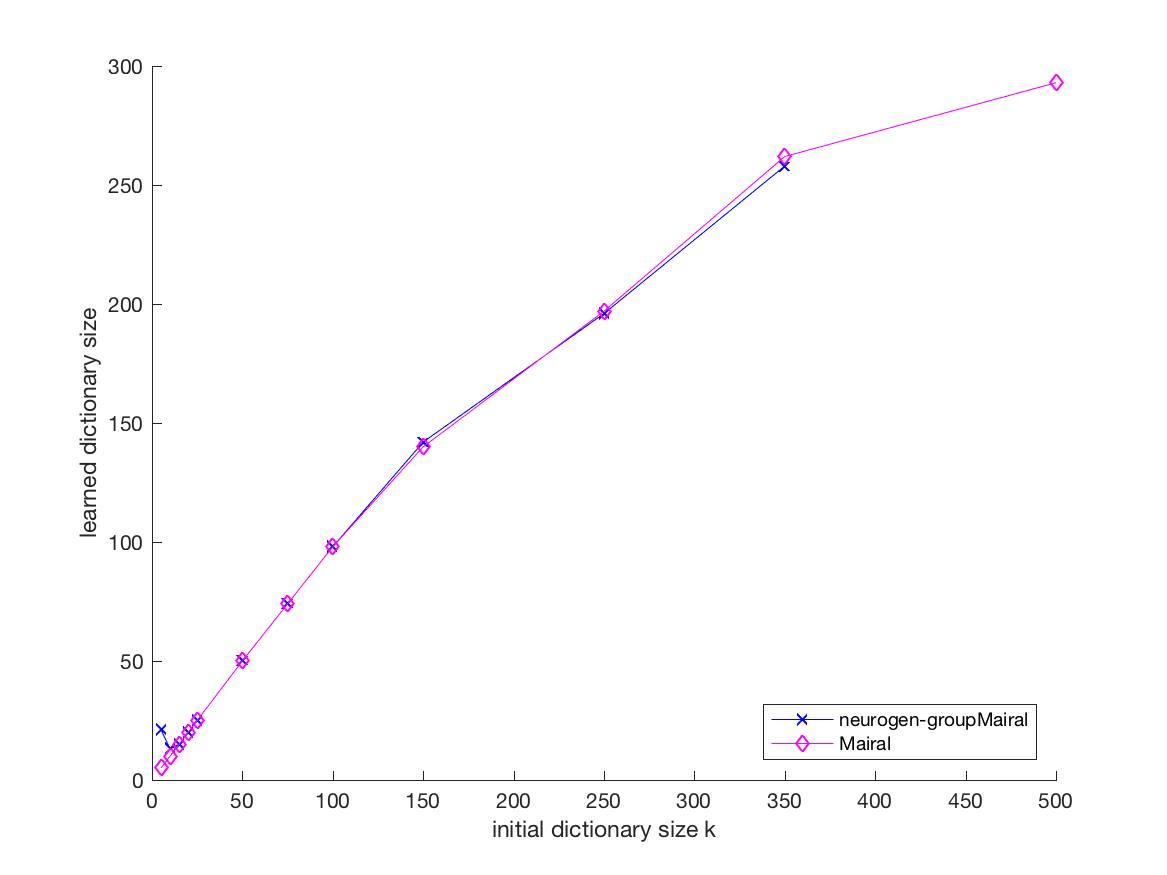 300
250
200
150
100
50
0
learned dictionary size
0 50 100 150 200 250 300 350 400 450 500
initial dictionary size k
neurogen-groupMairal
Mairal